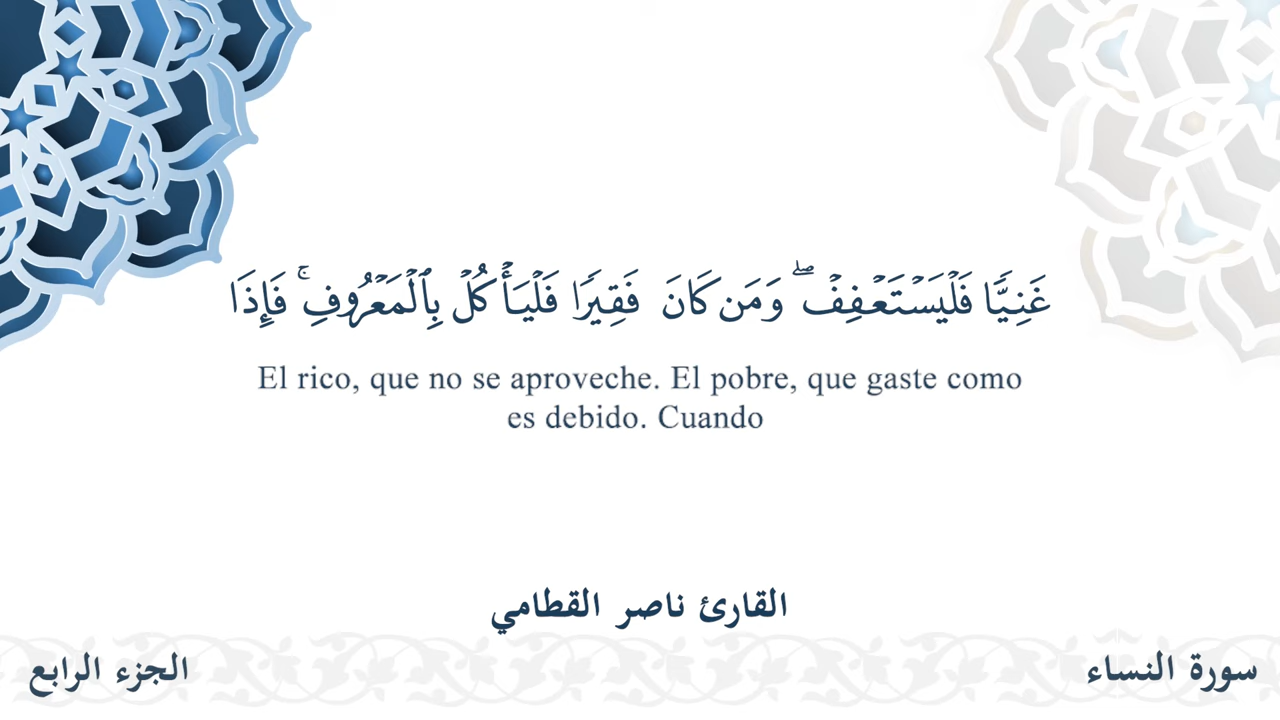 غَنِيّٗا فَلۡيَسۡتَعۡفِفۡۖ وَمَن كَانَ فَقِيرٗا فَلۡيَأۡكُلۡ بِٱلۡمَعۡرُوفِۚ فَإِذَا
El rico, que no se aproveche. El pobre, que gaste como
es debido. Cuando
القارئ ناصر القطامي
سورة النساء
الجزء الرابع